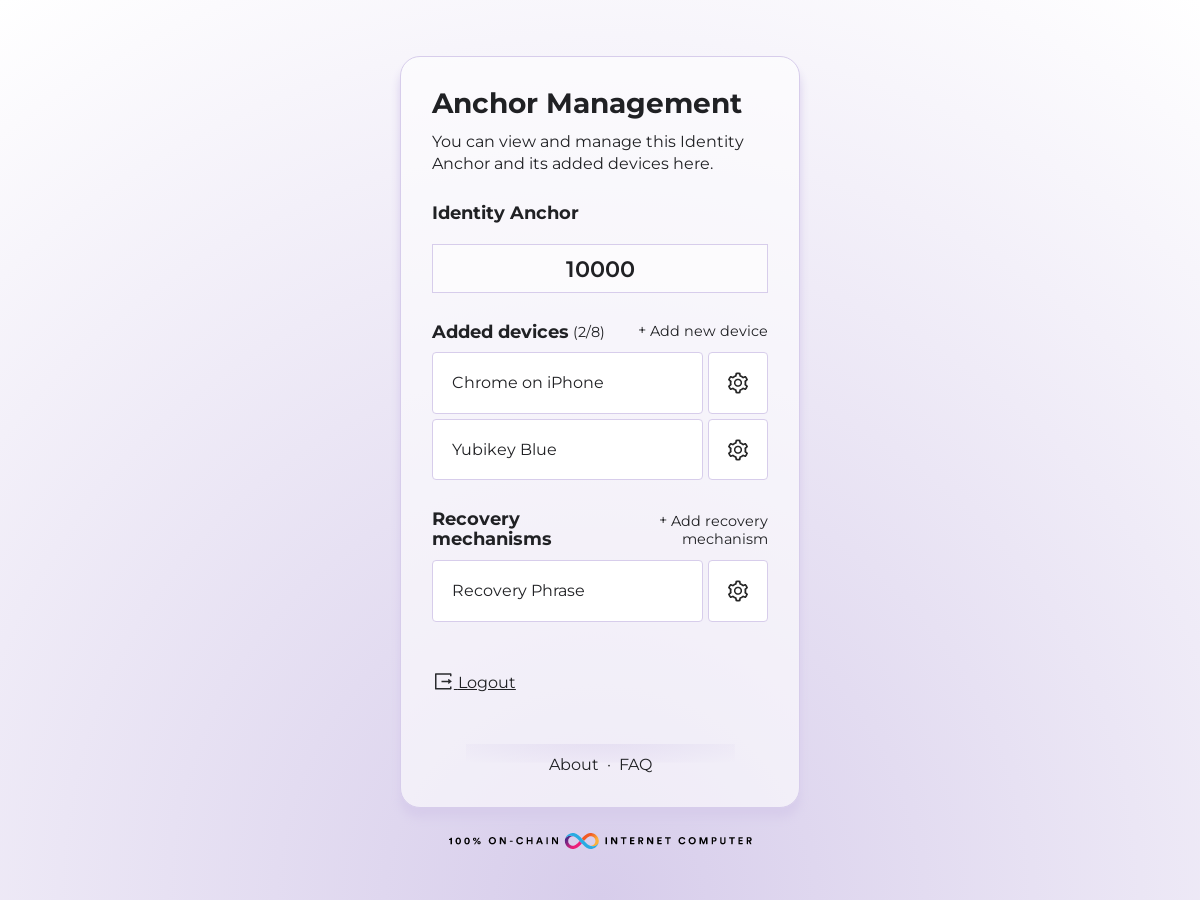 Anchor Management
You can view and manage this Identity
Anchor and its added devices here.
Identity Anchor
10000
Added devices (2/8) + Add new device
Chrome on iPhone
Yubikey Blue
Recovery
mechanisms
+ Add recovery
mechanism
Recovery Phrase
Logout
About · FAQ
100% ON-CHAIN INTERNET COMPUTER